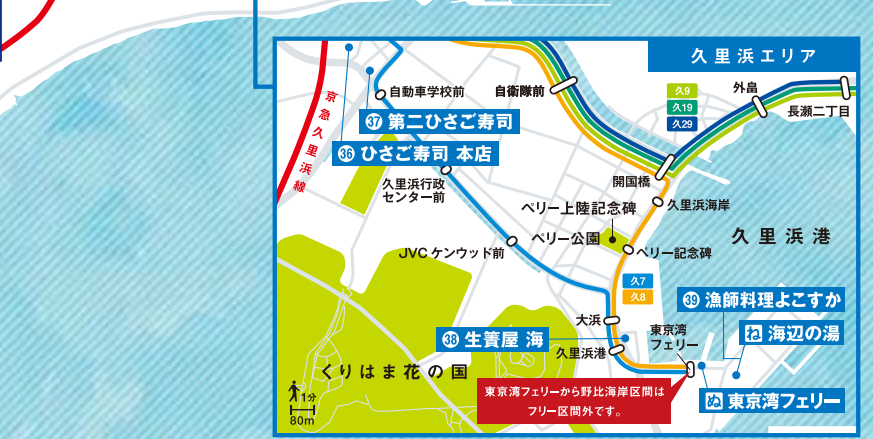 久里浜エリア
自動車学校前
自衛隊前
久9
久19
久29
外畠
長瀬二丁目
京急久里浜線
㊲ 第二ひさご寿司
㊱ ひさご寿司 本店
久里浜行政
センター前
開国橋
久里浜海岸
ペリー上陸記念碑
ペリー公園
久里浜港
JVC ケンウッド前
ペリー記念碑
久7
久8
㊴ 漁師料理よこすか
大浜
東京湾
フェリー
ね 海辺の湯
㊳ 生簀屋 海
久里浜港
くりはま花の国
東京湾フェリーから野比海岸区間は
フリー区間外です。
ぬ 東京湾フェリー
1分
80m